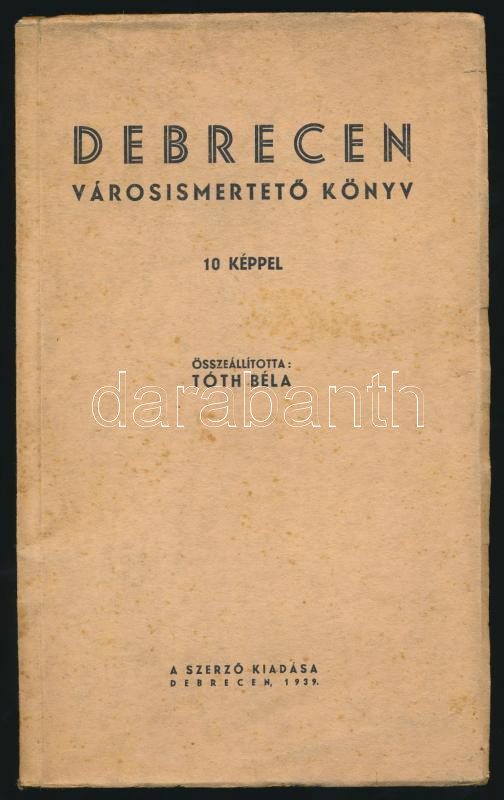 DEBRECEN
VÁROSISMERTETŐ KÖNYV
10 KÉPPEL
ÖSSZEÁLLÍTOTTA:
TÓTH BÉLA
darabanth
A SZERZŐ KIADÁSA
DEBRECEN, 1939.